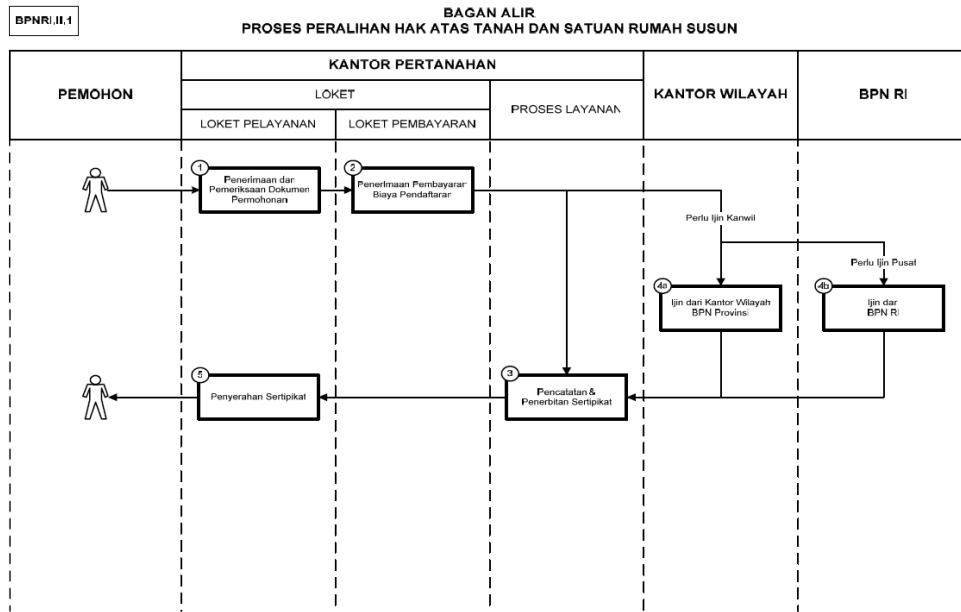 BPNRI,II,1
BAGAN ALIR
PROSES PERALIHAN HAK ATAS TANAH DAN SATUAN RUMAH SUSUN
PEMOHON
KANTOR PERTANAHAN
KANTOR WILAYAH
BPN RI
LOKET
PROSES LAYANAN
LOKET PELAYANAN
LOKET PEMBAYARAN
1
Penerimaan dan
Pemeriksaan Dokumen
Permohonan
2
Penerimaan Pembayaran
Biaya Pendaftaran
Perlu Ijin Kanwil
Perlu Ijin Pusat
4a
Ijin dari Kantor Wilayah
BPN Provinsi
4b
Ijin dar
BPN RI
5
Penyerahan Sertipikat
3
Pencatatan &
Penerbitan Sertipikat